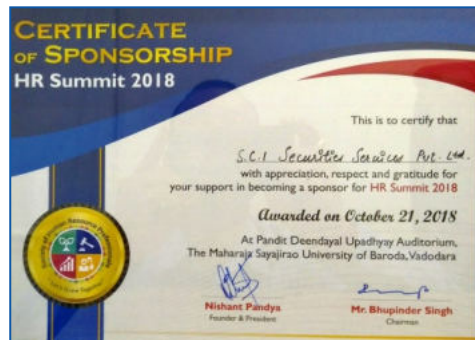 CERTIFICATE
OF SPONSORSHIP
HR Summit 2018
This is to certify that
S.C.I Securities Services Pvt. Ltd.
with appreciation, respect and gratitude for
your support in becoming a sponsor for HR Summit 2018
Awarded on October 21, 2018
At Pandit Deendayal Upadhyay Auditorium,
The Maharaja Sayajirao University of Baroda, Vadodara
Nishant Pandya
Founder & President
Mr. Bhupinder Singh
Chairman